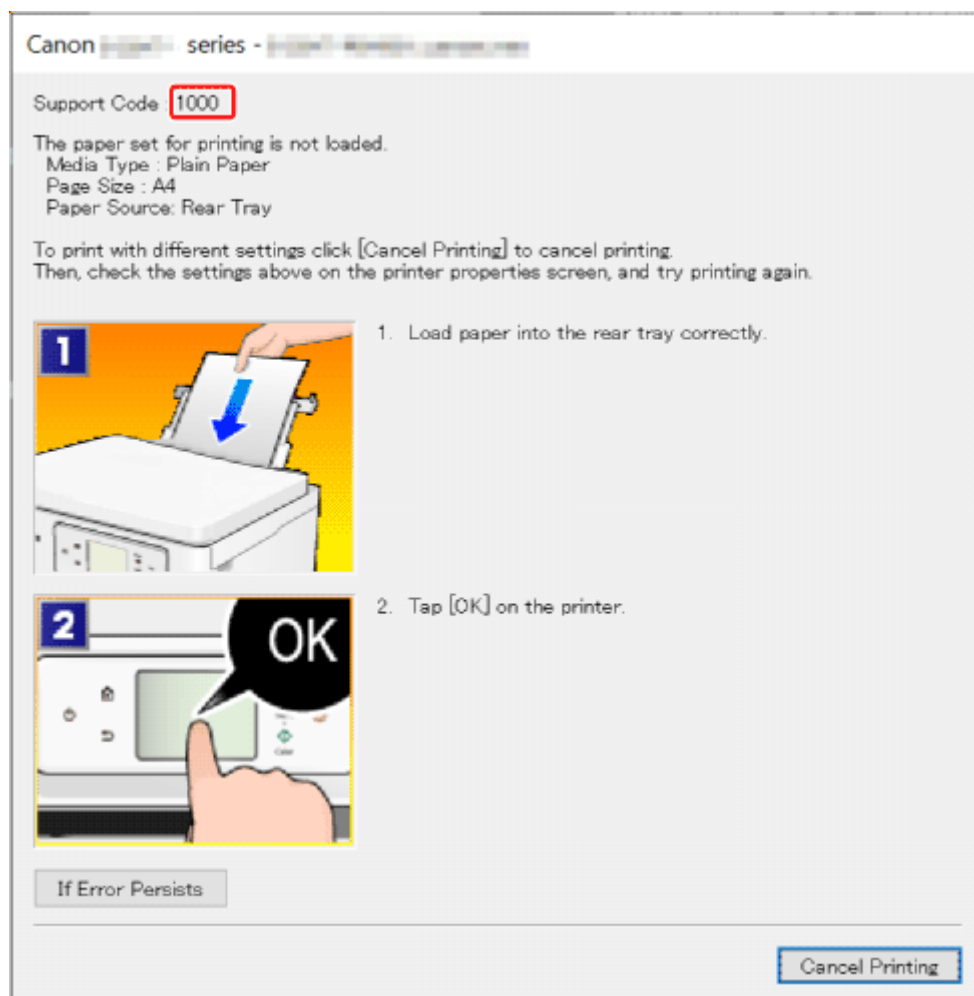 Canon series -
Support Code : 1000
The paper set for printing is not loaded.
Media Type : Plain Paper
Page Size : A4
Paper Source: Rear Tray
To print with different settings click [Cancel Printing] to cancel printing.
Then, check the settings above on the printer properties screen, and try printing again.
1
1. Load paper into the rear tray correctly.
2
OK
2. Tap [OK] on the printer.
If Error Persists
Cancel Printing